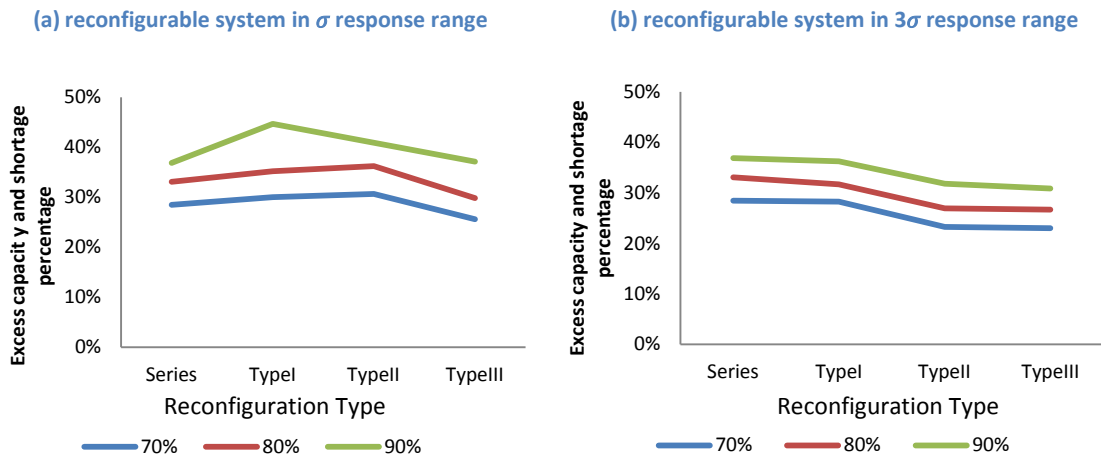 (a) reconfigurable system in σ response range
Excess capacit y and shortage
percentage
50%
40%
30%
20%
10%
0%
Series TypeI TypeII TypeIII
Reconfiguration Type
70% 80% 90%
(b) reconfigurable system in 3σ response range
Excess capacity and shortage
percentage
50%
40%
30%
20%
10%
0%
Series TypeI TypeII TypeIII
Reconfiguration Type
70% 80% 90%